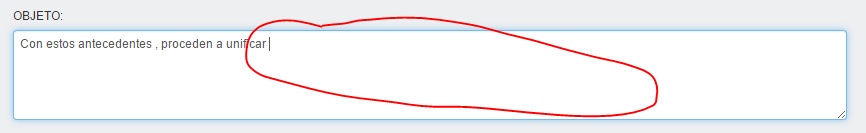 OBJETO:
Con estos antecedentes , proceden a unificar